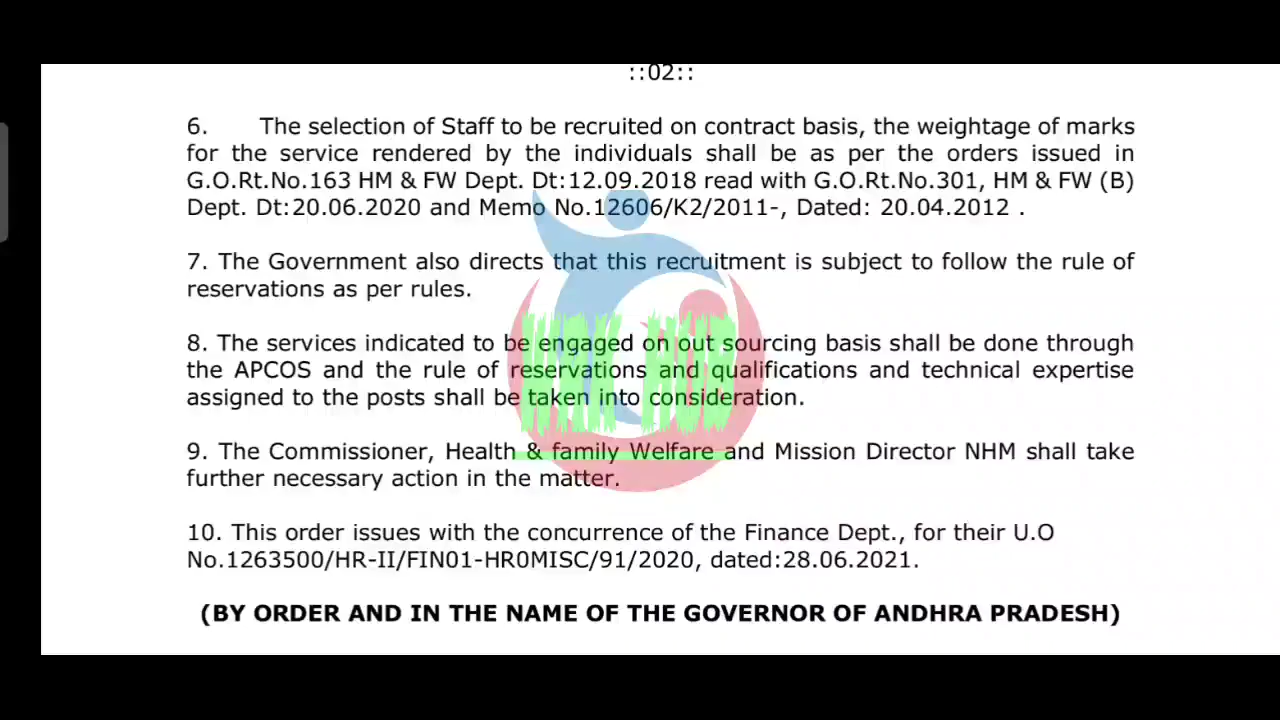 ::02::
6. The selection of Staff to be recruited on contract basis, the weightage of marks
for the service rendered by the individuals shall be as per the orders issued in
G.O.Rt.No.163 HM & FW Dept. Dt:12.09.2018 read with G.O.Rt.No.301, HM & FW (B)
Dept. Dt:20.06.2020 and Memo No.12606/K2/2011-, Dated: 20.04.2012 .
7. The Government also directs that this recruitment is subject to follow the rule of
reservations as per rules.
8. The services indicated to be engaged on out sourcing basis shall be done through
the APCOS and the rule of reservations and qualifications and technical expertise
assigned to the posts shall be taken into consideration.
9. The Commissioner, Health & family Welfare and Mission Director NHM shall take
further necessary action in the matter.
10. This order issues with the concurrence of the Finance Dept., for their U.O
No.1263500/HR-II/FIN01-HR0MISC/91/2020, dated:28.06.2021.
(BY ORDER AND IN THE NAME OF THE GOVERNOR OF ANDHRA PRADESH)
HUB